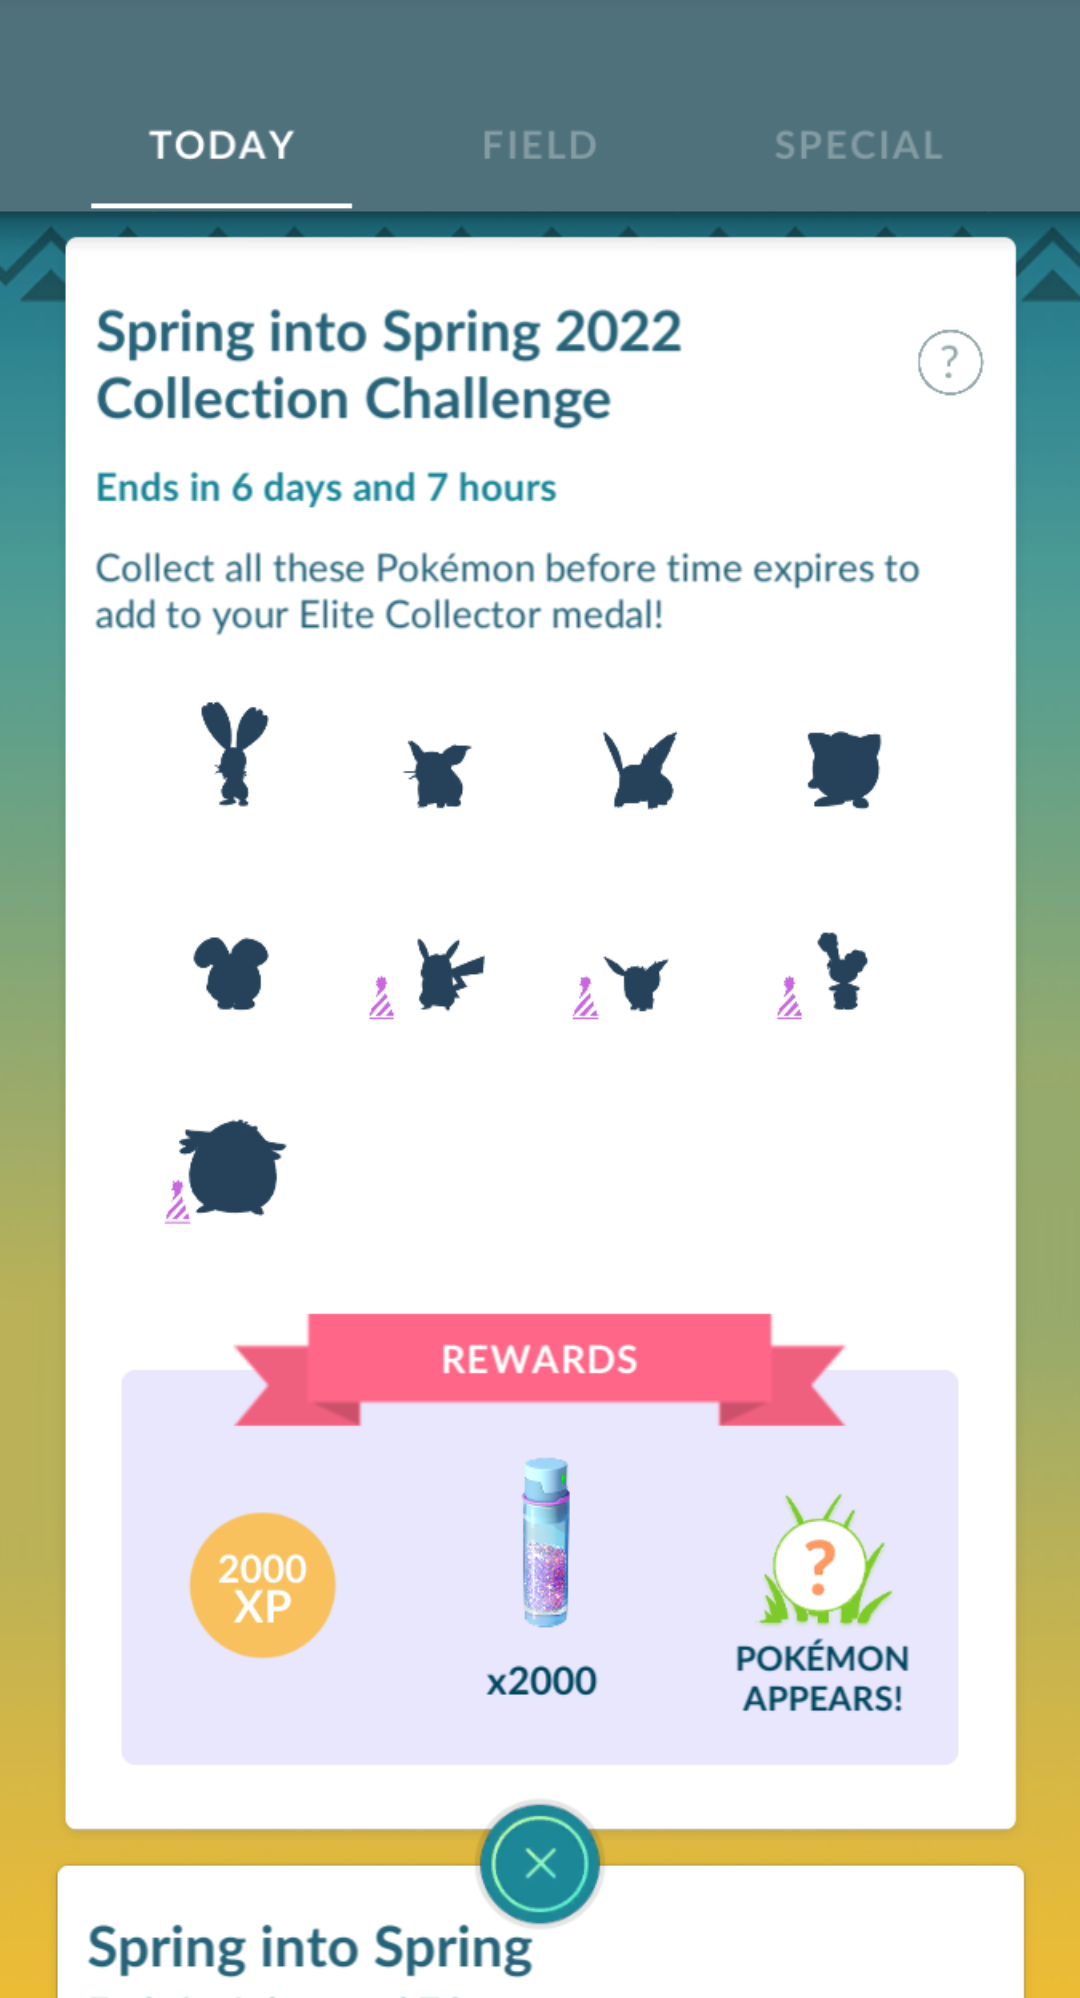 TODAY
FIELD
SPECIAL
Spring into Spring 2022
Collection Challenge
?
Ends in 6 days and 7 hours
Collect all these Pokémon before time expires to
add to your Elite Collector medal!
REWARDS
2000
XP
x2000
?
POKÉMON
APPEARS!
Spring into Spring